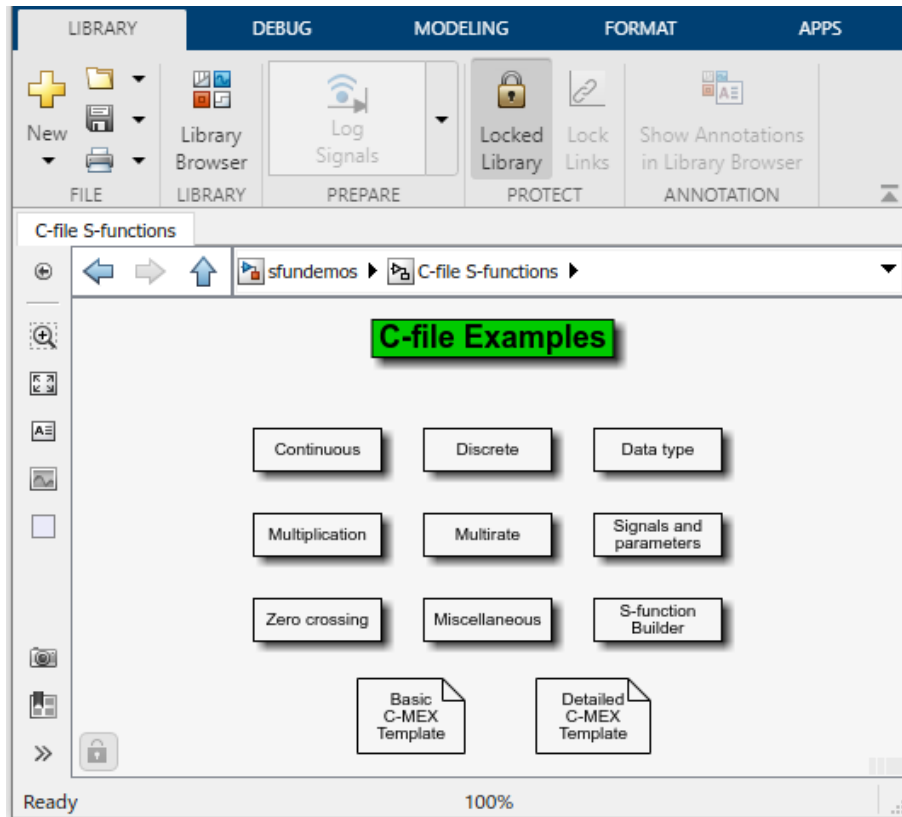 LIBRARY DEBUG MODELING FORMAT APPS
New
Library
Browser
Log
Signals
Locked
Library
Lock
Links
Show Annotations
in Library Browser
FILE LIBRARY PREPARE PROTECT ANNOTATION
C-file S-functions
sfundemos C-file S-functions
C-file Examples
Continuous Discrete Data type
Multiplication Multirate
Signals and
parameters
Zero crossing Miscellaneous
S-function
Builder
Basic
C-MEX
Template
Detailed
C-MEX
Template
Ready 100%